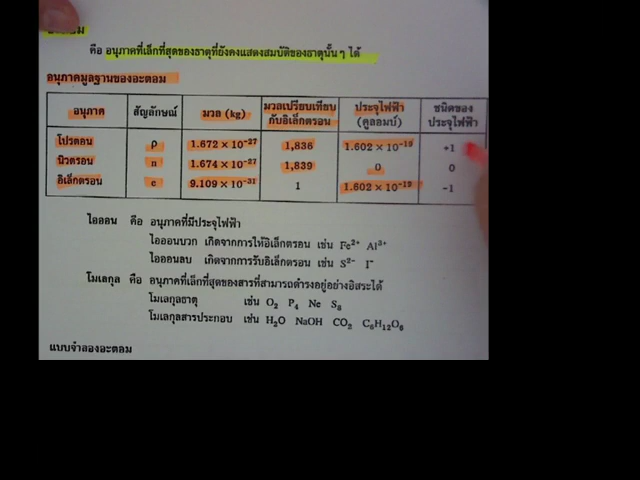 คือ อนุภาคที่เล็กที่สุดของธาตุที่ยังคงแสดงสมบัติของธาตุนั้น ๆ ได้
อนุภาคมูลฐานของอะตอม
อนุภาค สัญลักษณ์ มวล (kg) มวลเปรียบเทียบกับอิเล็กตรอน ประจุไฟฟ้า (คูลอมบ์) ชนิดของประจุไฟฟ้า
โปรตอน p 1.672 × 10⁻²⁷ 1,836 1.602 × 10⁻¹⁹ +1
นิวตรอน n 1.674 × 10⁻²⁷ 1,839 0 0
อิเล็กตรอน e 9.109 × 10⁻³¹ 1 1.602 × 10⁻¹⁹ -1
ไอออน คือ อนุภาคที่มีประจุไฟฟ้า
ไอออนบวก เกิดจากการให้อิเล็กตรอน เช่น Fe²⁺ Al³⁺
ไอออนลบ เกิดจากการรับอิเล็กตรอน เช่น S²⁻ I⁻
โมเลกุล คือ อนุภาคที่เล็กที่สุดของสารที่สามารถดำรงอยู่อย่างอิสระได้
โมเลกุลธาตุ เช่น O₂ P₄ Ne S₈
โมเลกุลสารประกอบ เช่น H₂O NaOH CO₂ C₆H₁₂O₆
แบบจำลองอะตอม